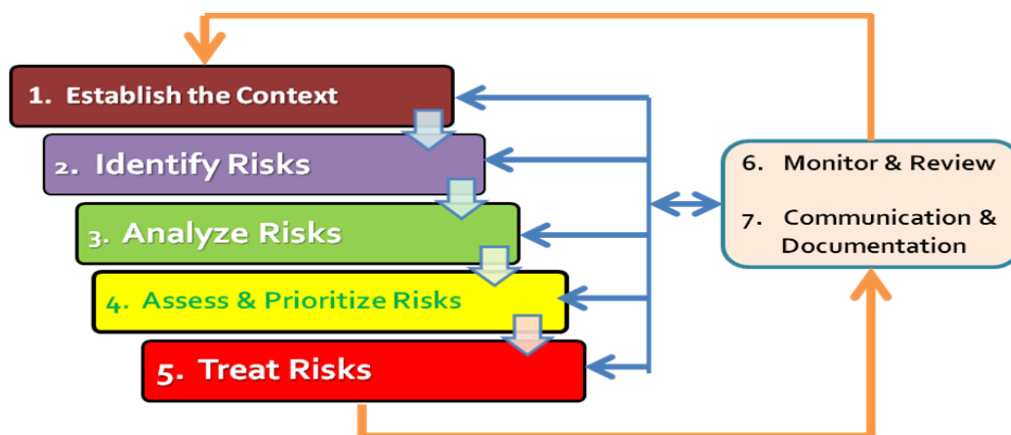 1. Establish the Context
2. Identify Risks
3. Analyze Risks
4. Assess & Prioritize Risks
5. Treat Risks
6. Monitor & Review
7. Communication &
Documentation